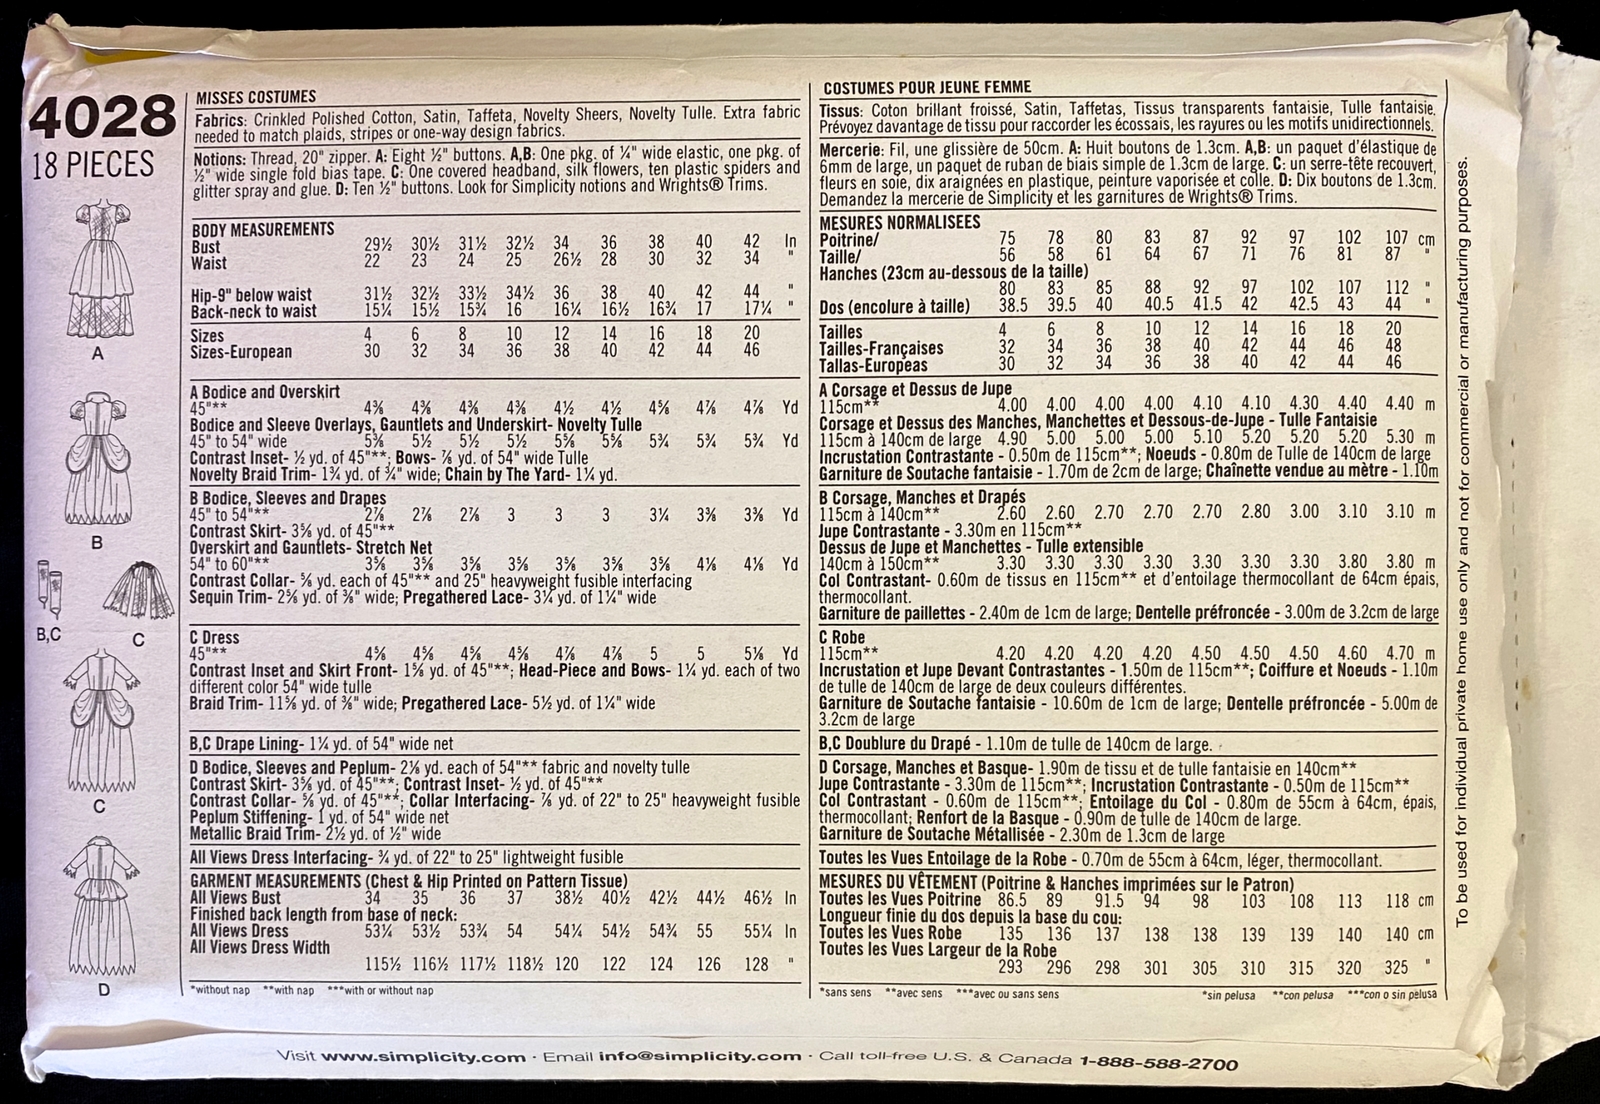 4028
18 PIECES
A
B
B,C
C
C
D
MISSES COSTUMES
Fabrics: Crinkled Polished Cotton, Satin, Taffeta, Novelty Sheers, Novelty Tulle. Extra fabric
needed to match plaids, stripes or one-way design fabrics.
Notions: Thread, 20" zipper. A: Eight ½" buttons. A,B: One pkg. of ¼" wide elastic, one pkg. of
½" wide single fold bias tape. C: One covered headband, silk flowers, ten plastic spiders and
glitter spray and glue. D: Ten ½" buttons. Look for Simplicity notions and Wrights® Trims.
BODY MEASUREMENTS
Bust 29½ 30½ 31½ 32½ 34 36 38 40 42 In
Waist 22 23 24 25 26½ 28 30 32 34 "
Hip-9" below waist 31½ 32½ 33½ 34½ 36 38 40 42 44 "
Back-neck to waist 15¼ 15½ 15¾ 16 16¼ 16½ 16¾ 17 17¼ "
Sizes 4 6 8 10 12 14 16 18 20
Sizes-European 30 32 34 36 38 40 42 44 46
A Bodice and Overskirt
45"** 4⅜ 4⅜ 4⅜ 4⅜ 4½ 4½ 4⅝ 4⅞ 4⅞ Yd
Bodice and Sleeve Overlays, Gauntlets and Underskirt- Novelty Tulle
45" to 54" wide 5⅜ 5½ 5½ 5½ 5⅝ 5⅝ 5¾ 5¾ 5¾ Yd
Contrast Inset- ½ yd. of 45"**; Bows- ⅞ yd. of 54" wide Tulle
Novelty Braid Trim- 1¾ yd. of ¾" wide; Chain by The Yard- 1¼ yd.
B Bodice, Sleeves and Drapes
45" to 54"** 2⅞ 2⅞ 2⅞ 3 3 3 3¼ 3⅜ 3⅜ Yd
Contrast Skirt- 3⅝ yd. of 45"**
Overskirt and Gauntlets- Stretch Net
54" to 60"** 3⅝ 3⅝ 3⅝ 3⅝ 3⅝ 3⅝ 3⅝ 4⅛ 4⅛ Yd
Contrast Collar- ⅝ yd. each of 45"** and 25" heavyweight fusible interfacing
Sequin Trim- 2⅝ yd. of ⅜" wide; Pregathered Lace- 3¼ yd. of 1¼" wide
C Dress
45"** 4⅝ 4⅝ 4⅝ 4⅝ 4⅞ 4⅞ 5 5 5⅛ Yd
Contrast Inset and Skirt Front- 1⅝ yd. of 45"**; Head-Piece and Bows- 1¼ yd. each of two
different color 54" wide tulle
Braid Trim- 11⅝ yd. of ⅜" wide; Pregathered Lace- 5½ yd. of 1¼" wide
B,C Drape Lining- 1¼ yd. of 54" wide net
D Bodice, Sleeves and Peplum- 2⅛ yd. each of 54"** fabric and novelty tulle
Contrast Skirt- 3⅝ yd. of 45"**; Contrast Inset- ½ yd. of 45"**
Contrast Collar- ⅝ yd. of 45"**; Collar Interfacing- ⅞ yd. of 22" to 25" heavyweight fusible
Peplum Stiffening- 1 yd. of 54" wide net
Metallic Braid Trim- 2½ yd. of ½" wide
All Views Dress Interfacing- ¾ yd. of 22" to 25" lightweight fusible
GARMENT MEASUREMENTS (Chest & Hip Printed on Pattern Tissue)
All Views Bust 34 35 36 37 38½ 40½ 42½ 44½ 46½ In
Finished back length from base of neck:
All Views Dress 53¼ 53½ 53¾ 54 54¼ 54½ 54¾ 55 55¼ In
All Views Dress Width
115½ 116½ 117½ 118½ 120 122 124 126 128 "
*without nap **with nap ***with or without nap
COSTUMES POUR JEUNE FEMME
Tissus: Coton brillant froissé, Satin, Taffetas, Tissus transparents fantaisie, Tulle fantaisie.
Prévoyez davantage de tissu pour raccorder les écossais, les rayures ou les motifs unidirectionnels.
Mercerie: Fil, une glissière de 50cm. A: Huit boutons de 1.3cm. A,B: un paquet d'élastique de
6mm de large, un paquet de ruban de biais simple de 1.3cm de large. C: un serre-tête recouvert,
fleurs en soie, dix araignées en plastique, peinture vaporisée et colle. D: Dix boutons de 1.3cm.
Demandez la mercerie de Simplicity et les garnitures de Wrights® Trims.
MESURES NORMALISEES
Poitrine/ 75 78 80 83 87 92 97 102 107 cm
Taille/ 56 58 61 64 67 71 76 81 87 "
Hanches (23cm au-dessous de la taille)
80 83 85 88 92 97 102 107 112 "
Dos (encolure à taille) 38.5 39.5 40 40.5 41.5 42 42.5 43 44 "
Tailles 4 6 8 10 12 14 16 18 20
Tailles-Françaises 32 34 36 38 40 42 44 46 48
Tallas-Europeas 30 32 34 36 38 40 42 44 46
A Corsage et Dessus de Jupe
115cm** 4.00 4.00 4.00 4.00 4.10 4.10 4.30 4.40 4.40 m
Corsage et Dessus des Manches, Manchettes et Dessous-de-Jupe - Tulle Fantaisie
115cm à 140cm de large 4.90 5.00 5.00 5.00 5.10 5.20 5.20 5.20 5.30 m
Incrustation Contrastante - 0.50m de 115cm**; Noeuds - 0.80m de Tulle de 140cm de large
Garniture de Soutache fantaisie - 1.70m de 2cm de large; Chaînette vendue au mètre - 1.10m
B Corsage, Manches et Drapés
115cm à 140cm** 2.60 2.60 2.70 2.70 2.70 2.80 3.00 3.10 3.10 m
Jupe Contrastante - 3.30m en 115cm**
Dessus de Jupe et Manchettes - Tulle extensible
140cm à 150cm** 3.30 3.30 3.30 3.30 3.30 3.30 3.30 3.80 3.80 m
Col Contrastant- 0.60m de tissus en 115cm** et d'entoilage thermocollant de 64cm épais,
thermocollant.
Garniture de paillettes - 2.40m de 1cm de large; Dentelle préfroncée - 3.00m de 3.2cm de large
C Robe
115cm** 4.20 4.20 4.20 4.20 4.50 4.50 4.50 4.60 4.70 m
Incrustation et Jupe Devant Contrastantes - 1.50m de 115cm**; Coiffure et Noeuds - 1.10m
de tulle de 140cm de large de deux couleurs différentes.
Garniture de Soutache fantaisie - 10.60m de 1cm de large; Dentelle préfroncée - 5.00m de
3.2cm de large
B,C Doublure du Drapé - 1.10m de tulle de 140cm de large.
D Corsage, Manches et Basque- 1.90m de tissu et de tulle fantaisie en 140cm**
Jupe Contrastante - 3.30m de 115cm**; Incrustation Contrastante - 0.50m de 115cm**
Col Contrastant - 0.60m de 115cm**; Entoilage du Col - 0.80m de 55cm à 64cm, épais,
thermocollant; Renfort de la Basque - 0.90m de tulle de 140cm de large.
Garniture de Soutache Métallisée - 2.30m de 1.3cm de large
Toutes les Vues Entoilage de la Robe - 0.70m de 55cm à 64cm, léger, thermocollant.
MESURES DU VÊTEMENT (Poitrine & Hanches imprimées sur le Patron)
Toutes les Vues Poitrine 86.5 89 91.5 94 98 103 108 113 118 cm
Longueur finie du dos depuis la base du cou:
Toutes les Vues Robe 135 136 137 138 138 139 139 140 140 cm
Toutes les Vues Largeur de la Robe
293 296 298 301 305 310 315 320 325 "
*sans sens **avec sens ***avec ou sans sens *sin pelusa **con pelusa ***con o sin pelusa
To be used for individual private home use only and not for commercial or manufacturing purposes.
Visit www.simplicity.com · Email info@simplicity.com · Call toll-free U.S. & Canada 1-888-588-2700